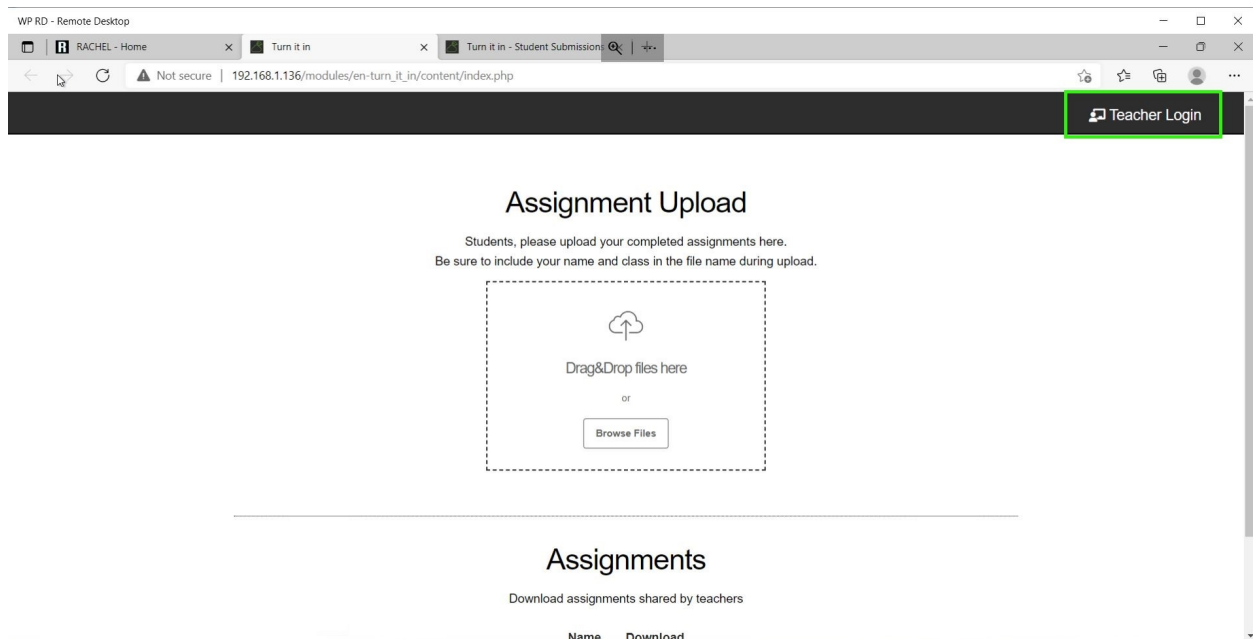 WP RD - Remote Desktop
RACHEL - Home
Turn it in
Turn it in - Student Submissions
Not secure | 192.168.1.136/modules/en-turn_it_in/content/index.php
Teacher Login
Assignment Upload
Students, please upload your completed assignments here.
Be sure to include your name and class in the file name during upload.
Drag&Drop files here
or
Browse Files
Assignments
Download assignments shared by teachers
Name Download